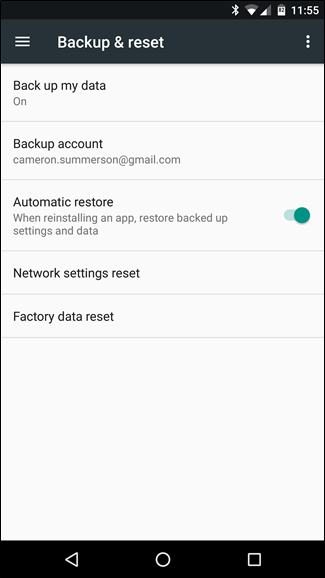 11:55
Backup & reset
Back up my data
On
Backup account
cameron.summerson@gmail.com
Automatic restore
When reinstalling an app, restore backed up
settings and data
Network settings reset
Factory data reset